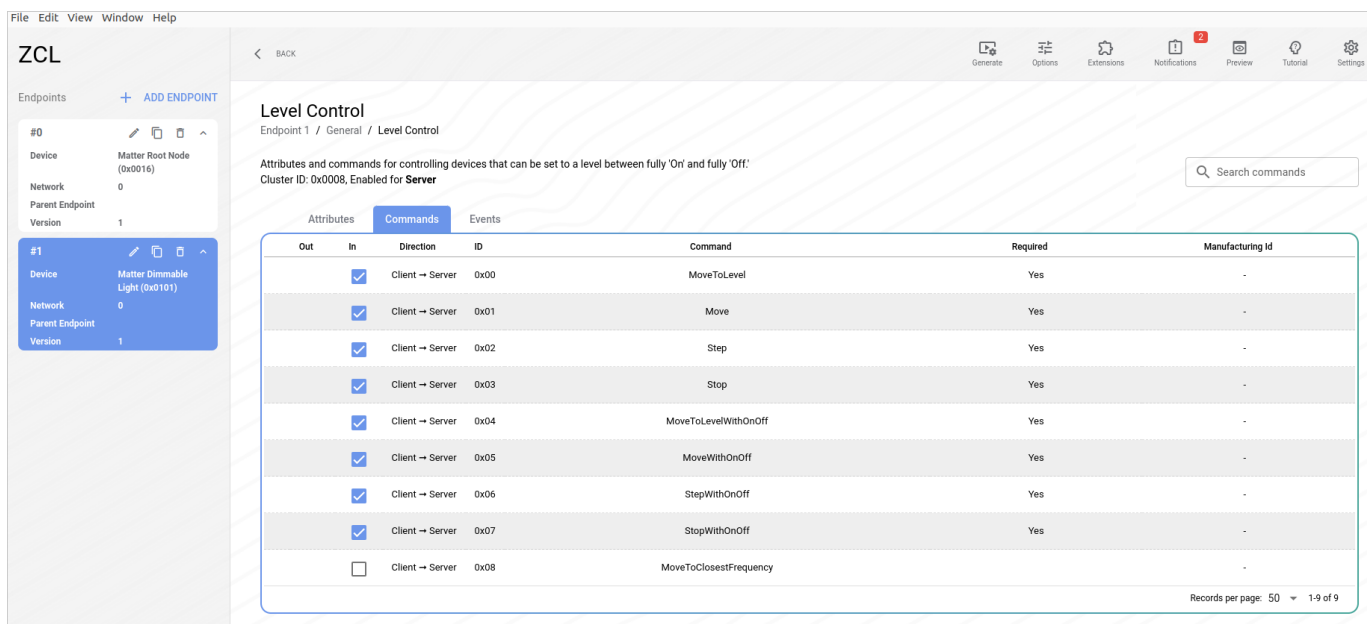 File Edit View Window Help
ZCL
BACK
Generate
Options
Extensions
2
Notifications
Preview
Tutorial
Settings
Endpoints
ADD ENDPOINT
#0
Device Matter Root Node
(0x0016)
Network 0
Parent Endpoint
Version 1
#1
Device Matter Dimmable
Light (0x0101)
Network 0
Parent Endpoint
Version 1
Level Control
Endpoint 1 / General / Level Control
Attributes and commands for controlling devices that can be set to a level between fully 'On' and fully 'Off.'
Cluster ID: 0x0008, Enabled for Server
Search commands
Attributes Commands Events
Out In Direction ID Command Required Manufacturing Id
Client → Server 0x00 MoveToLevel Yes -
Client → Server 0x01 Move Yes -
Client → Server 0x02 Step Yes -
Client → Server 0x03 Stop Yes -
Client → Server 0x04 MoveToLevelWithOnOff Yes -
Client → Server 0x05 MoveWithOnOff Yes -
Client → Server 0x06 StepWithOnOff Yes -
Client → Server 0x07 StopWithOnOff Yes -
Client → Server 0x08 MoveToClosestFrequency -
Records per page: 50 1-9 of 9